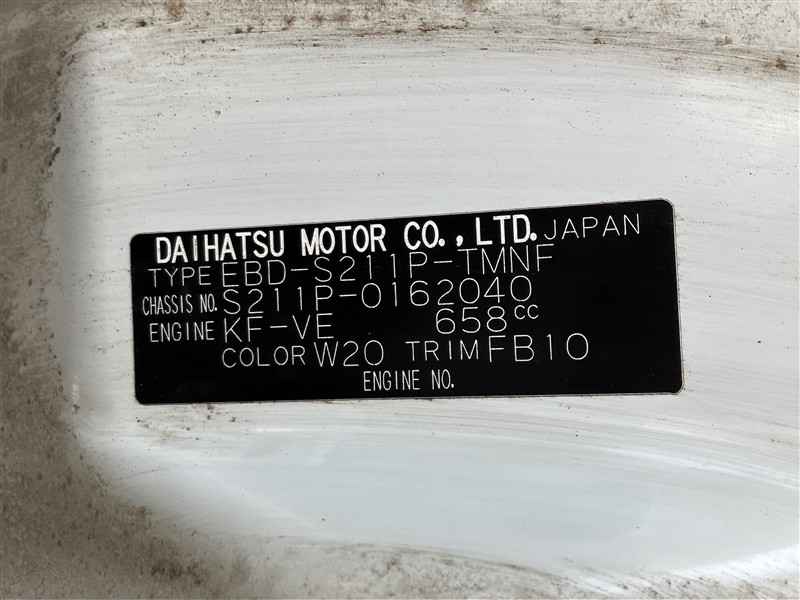 DAIHATSU MOTOR CO., LTD. JAPAN
TYPE EBD-S211P-TMNF
CHASSIS NO. S211P-0162040
ENGINE KF-VE 658cc
COLOR W20 TRIM FB10
ENGINE NO.